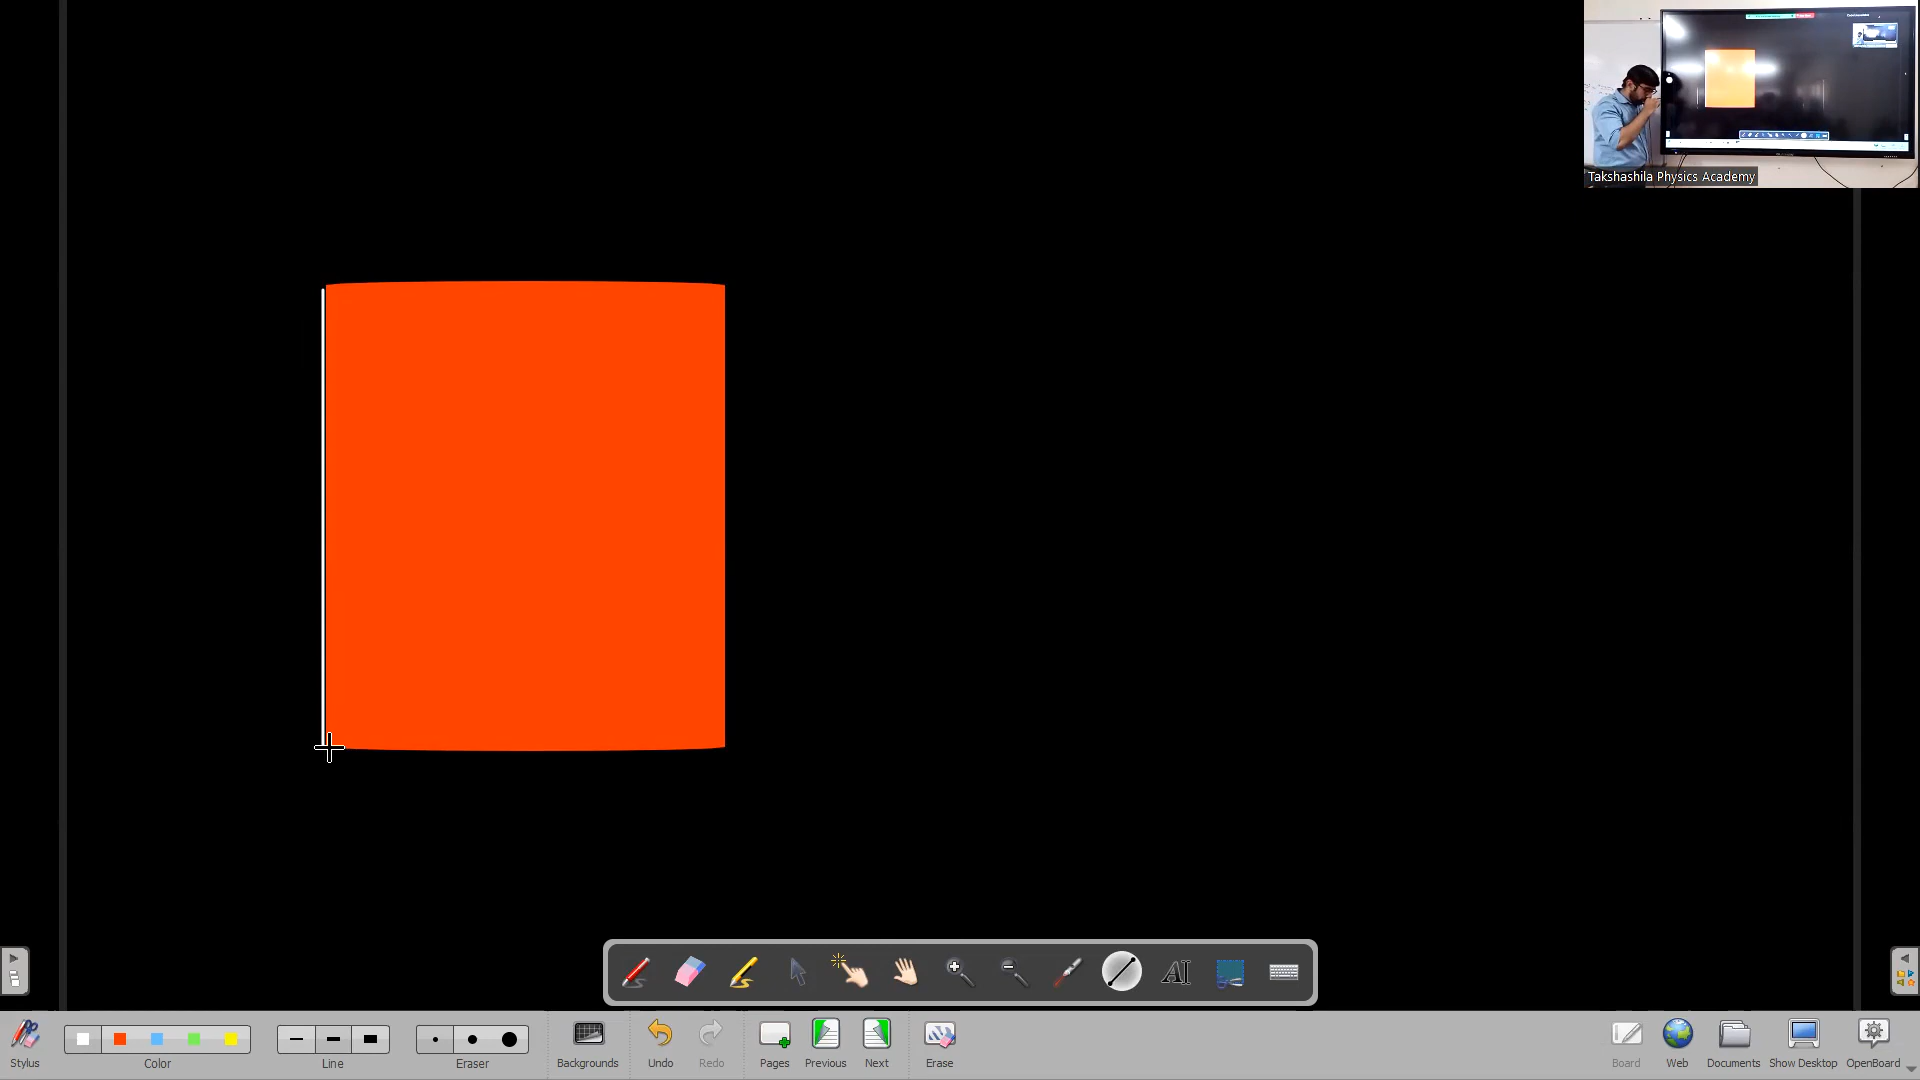 Takshashila Physics Academy
Stylus
Color
Line
Eraser
Backgrounds
Undo
Redo
Pages
Previous
Next
Erase
Board
Web
Documents
Show Desktop
OpenBoard
AI